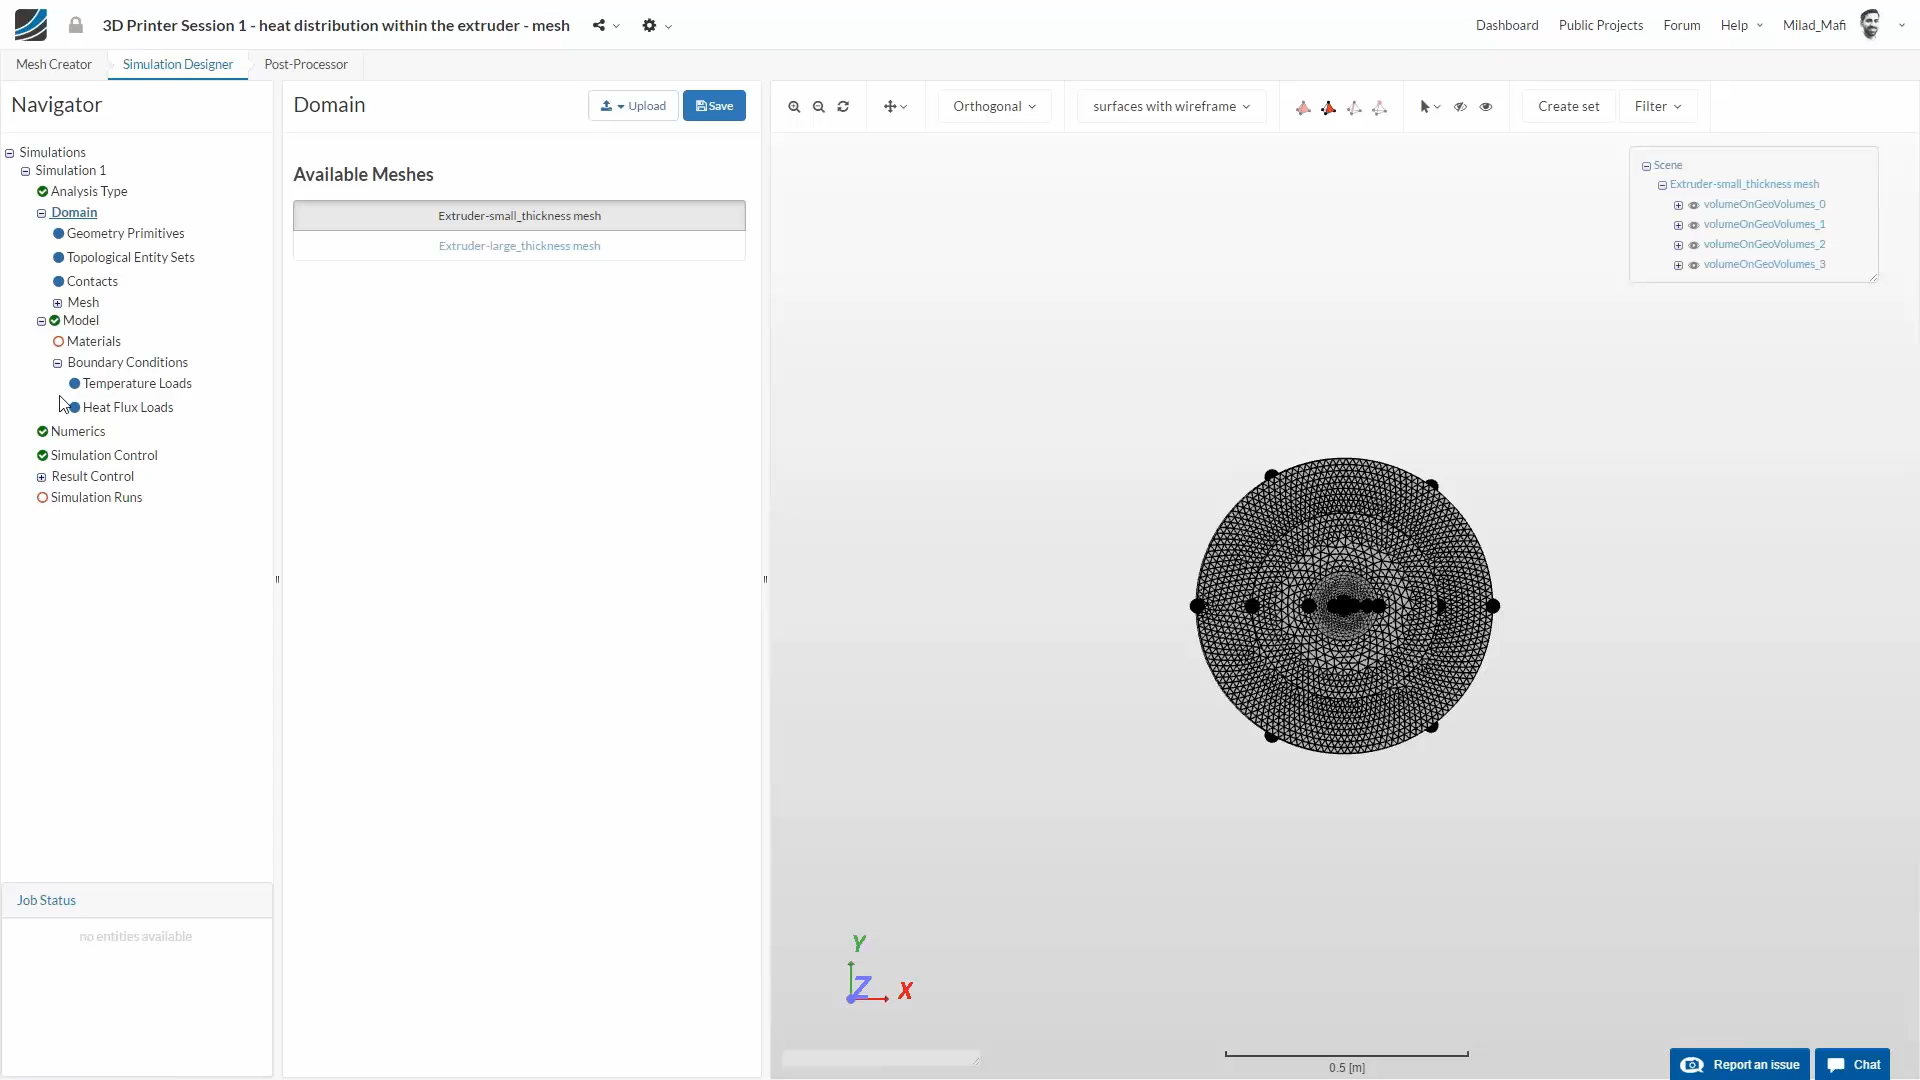 3D Printer Session 1 - heat distribution within the extruder - mesh
Dashboard
Public Projects
Forum
Help
Milad_Mafi
Mesh Creator
Simulation Designer
Post-Processor
Navigator
Simulations
Simulation 1
Analysis Type
Domain
Geometry Primitives
Topological Entity Sets
Contacts
Mesh
Model
Materials
Boundary Conditions
Temperature Loads
Heat Flux Loads
Numerics
Simulation Control
Result Control
Simulation Runs
Job Status
no entities available
Domain
Upload
Save
Available Meshes
Extruder-small_thickness mesh
Extruder-large_thickness mesh
Orthogonal
surfaces with wireframe
Create set
Filter
Scene
Extruder-small_thickness mesh
volumeOnGeoVolumes_0
volumeOnGeoVolumes_1
volumeOnGeoVolumes_2
volumeOnGeoVolumes_3
Y
Z
X
0.5 [m]
Report an issue
Chat